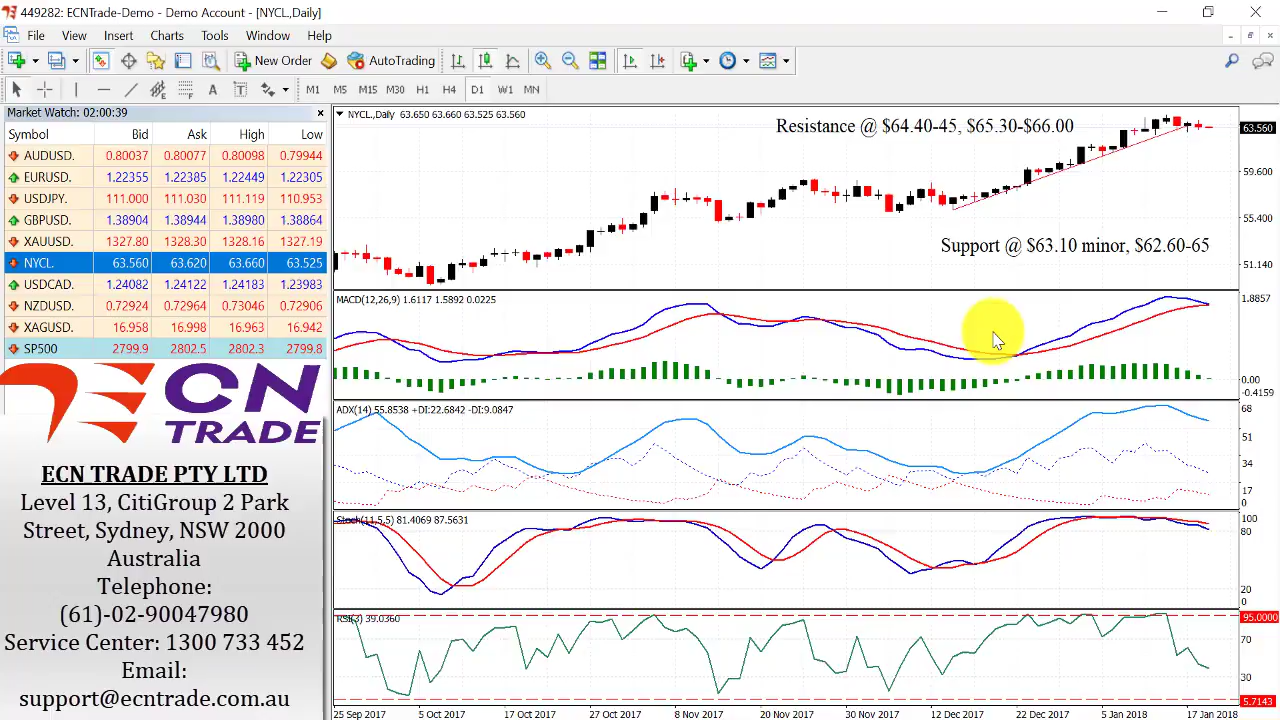 449282: ECNTrade-Demo - Demo Account - [NYCL,Daily]
File View Insert Charts Tools Window Help
New Order AutoTrading
A T M1 M5 M15 M30 H1 H4 D1 W1 MN
Market Watch: 02:00:39
Symbol Bid Ask High Low
AUDUSD. 0.80037 0.80077 0.80098 0.79944
EURUSD. 1.22355 1.22385 1.22449 1.22305
USDJPY. 111.000 111.030 111.130 110.953
GBPUSD. 1.38904 1.38944 1.38980 1.38864
XAUUSD. 1327.80 1328.30 1328.16 1327.19
NYCL. 63.560 63.620 63.660 63.525
USDCAD. 1.24082 1.24122 1.24183 1.23983
NZDUSD. 0.72924 0.72964 0.73046 0.72906
XAGUSD. 16.958 16.998 16.963 16.942
SP500 2799.9 2802.5 2802.3 2799.8
ECN
TRADE
ECN TRADE PTY LTD
Level 13, CitiGroup 2 Park
Street, Sydney, NSW 2000
Australia
Telephone:
(61)-02-90047980
Service Center: 1300 733 452
Email:
support@ecntrade.com.au
NYCL.,Daily 63.650 63.660 63.525 63.560
Resistance @ $64.40-45, $65.30-$66.00
Support @ $63.10 minor, $62.60-65
63.560
59.600
55.400
51.140
MACD(12,26,9) 1.6117 1.5892 0.0225
1.8857
0.00
-0.4159
ADX(14) 55.8538 +DI:22.6842 -DI:9.0847
68
51
34
17
0
Stoch(11,5,5) 81.4069 87.5631
100
80
20
0
RSI(3) 39.0360
95.0000
70
30
5.7143
25 Sep 2017 5 Oct 2017 17 Oct 2017 27 Oct 2017 8 Nov 2017 20 Nov 2017 30 Nov 2017 12 Dec 2017 22 Dec 2017 5 Jan 2018 17 Jan 2018